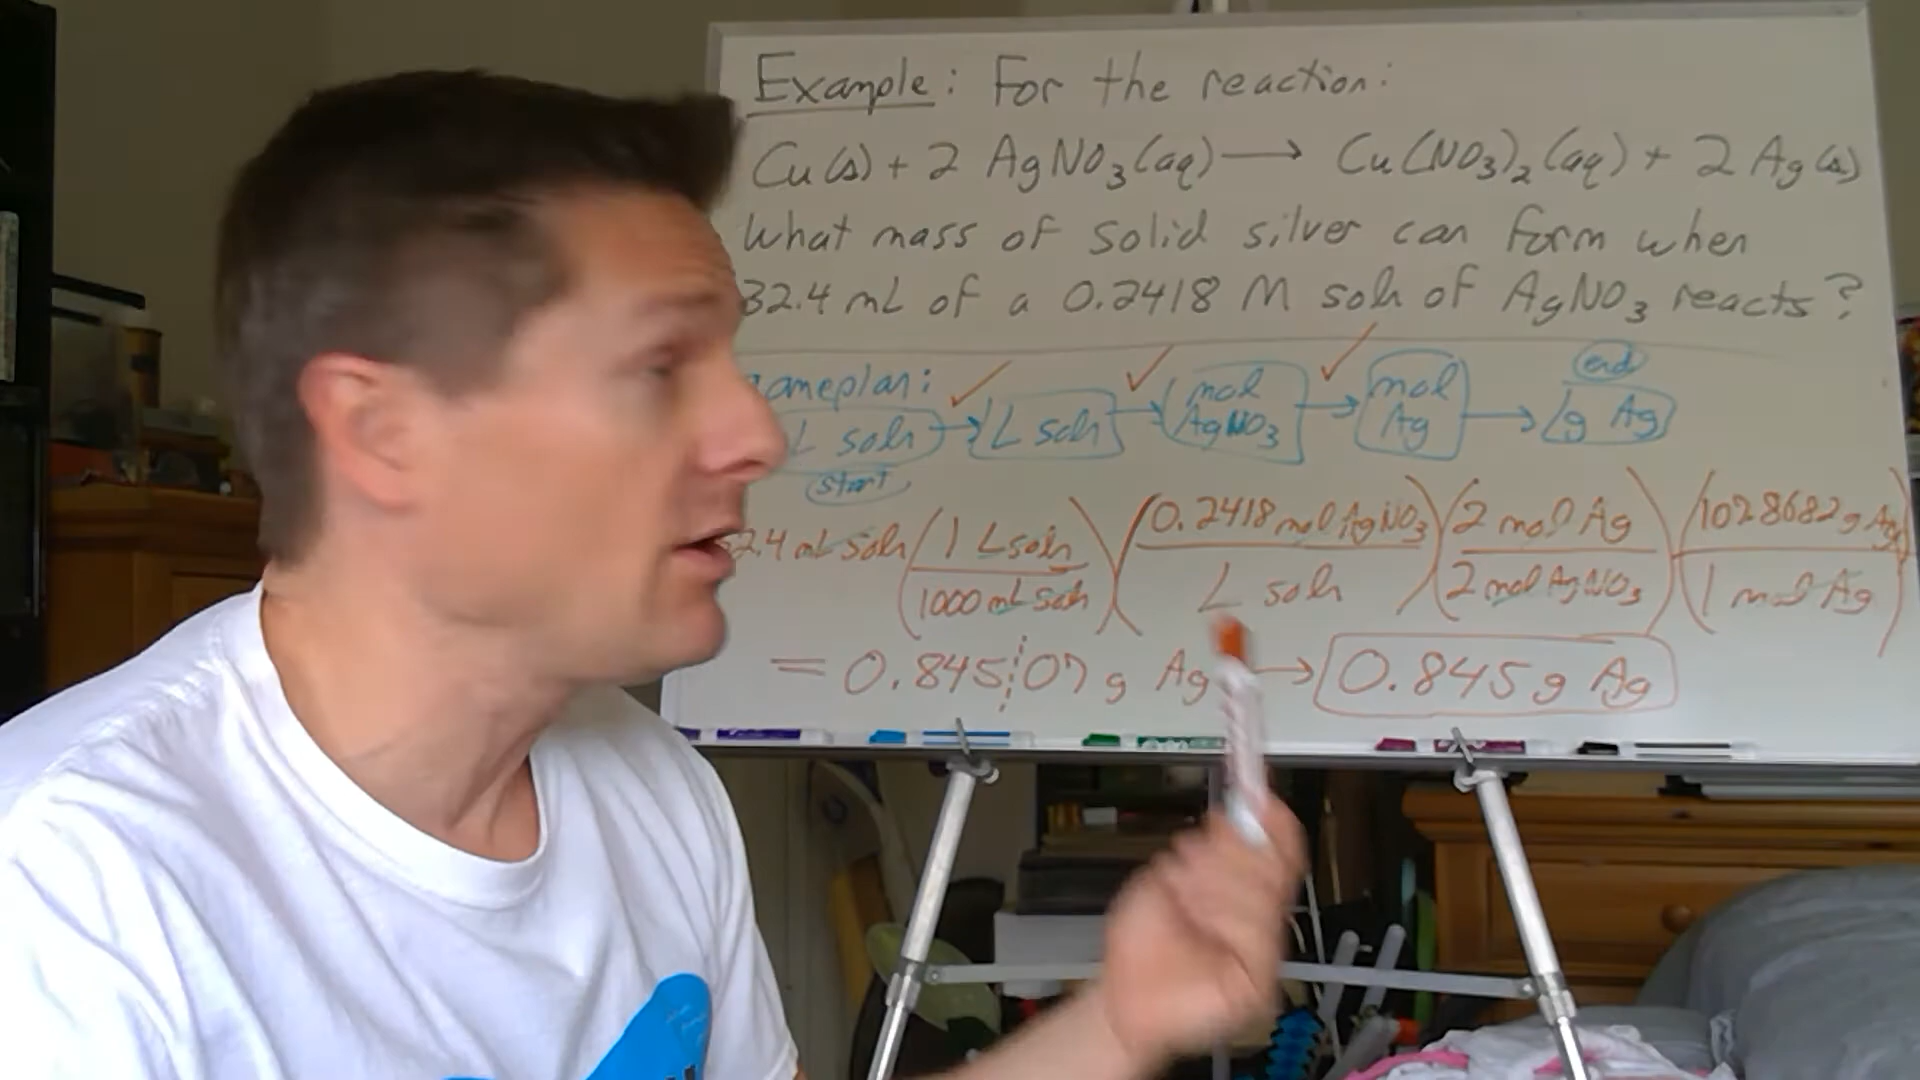 Example: For the reaction:
Cu(s) + 2 AgNO₃(aq) → Cu(NO₃)₂(aq) + 2 Ag(s)
What mass of solid silver can form when
32.4 mL of a 0.2418 M soln of AgNO₃ reacts?
ameplan:
end
L soln → L soln → mol AgNO₃ → mol Ag → g Ag
start
2.4 mL soln (1 L soln / 1000 mL soln) (0.2418 mol AgNO₃ / L soln) (2 mol Ag / 2 mol AgNO₃) (107.8682 g Ag / 1 mol Ag)
= 0.845 07 g Ag → 0.845 g Ag